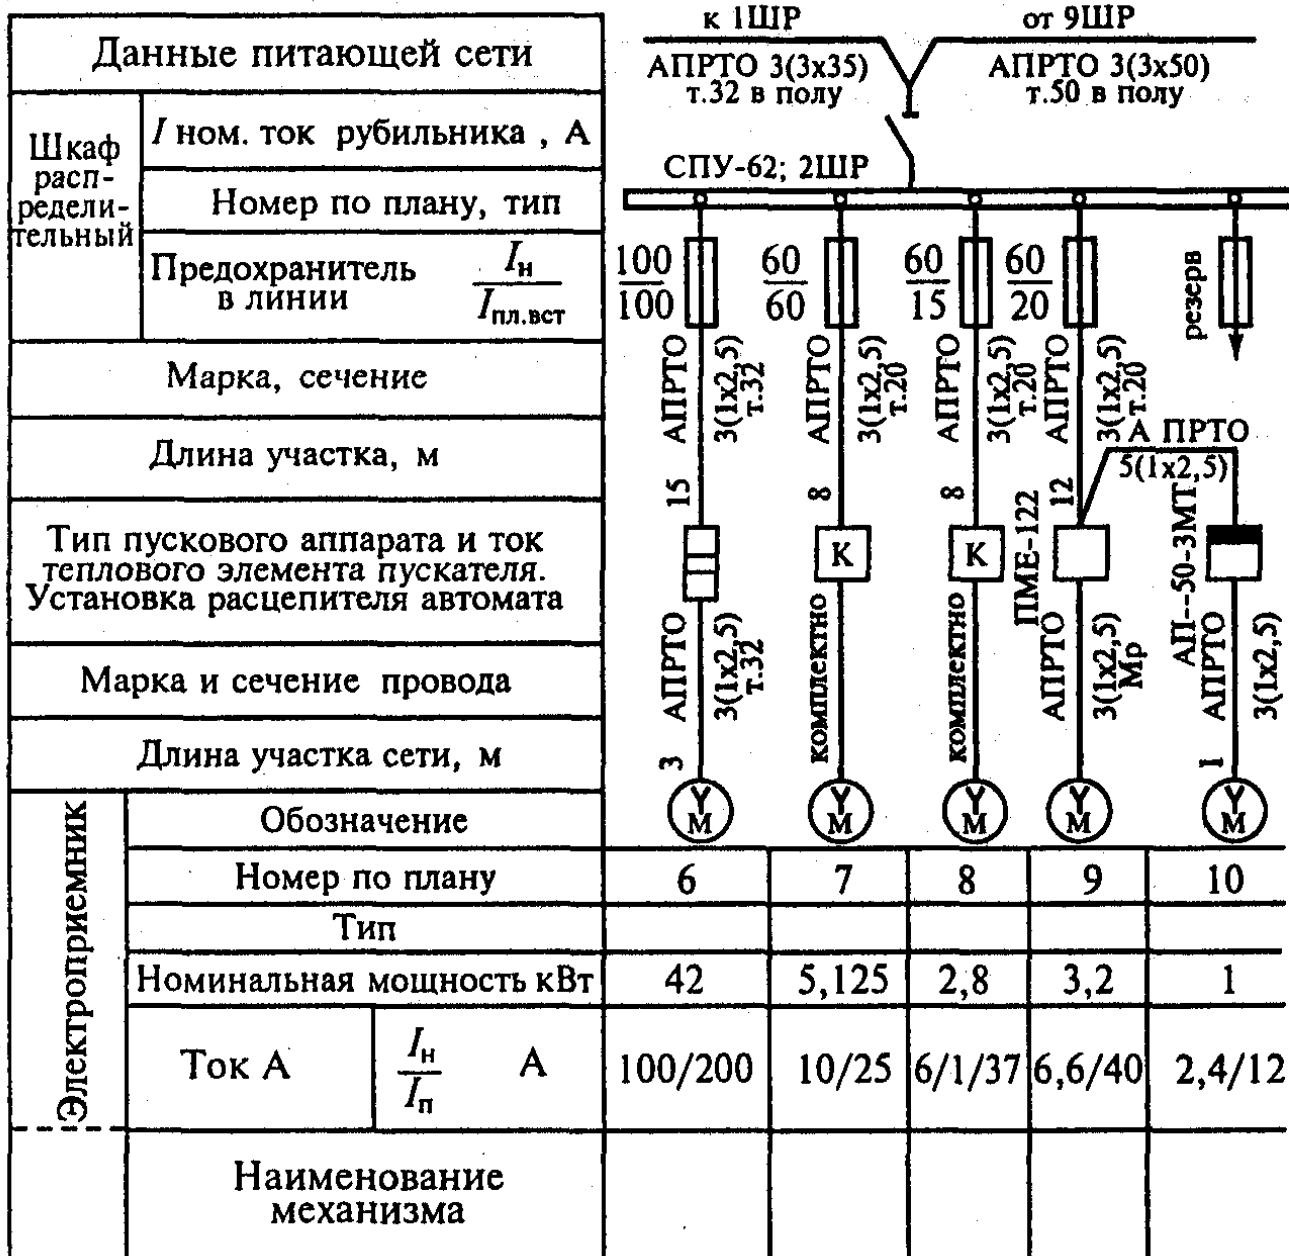 к 1ШР
от 9ШР
Данные питающей сети
АПРТО 3(3х35)
т.32 в полу
АПРТО 3(3х50)
т.50 в полу
Шкаф
расп-
редели-
тельный
I ном. ток рубильника , А
СПУ-62; 2ШР
Номер по плану, тип
Предохранитель
в линии
Iн
Iпл.вст
100
100
60
60
60
15
60
20
резерв
Марка, сечение
АПРТО
3(1х2,5)
т.32
АПРТО
3(1х2,5)
т.20
АПРТО
3(1х2,5)
т.20
АПРТО
3(1х2,5)
т.20
А ПРТО
5(1х2,5)
Длина участка, м
15
8
8
12
Тип пускового аппарата и ток
теплового элемента пускателя.
Установка расцепителя автомата
К
К
ПМЕ-122
АП--50-3МТ
Марка и сечение провода
АПРТО
3(1х2,5)
т.32
комплектно
комплектно
АПРТО
3(1х2,5)
Мр
АПРТО
3(1х2,5)
Длина участка сети, м
3
1
Электроприемник
Обозначение
М
М
М
М
М
Номер по плану
6
7
8
9
10
Тип
Номинальная мощность кВт
42
5,125
2,8
3,2
1
Ток А
Iн
Iп
А
100/200
10/25
6/1/37
6,6/40
2,4/12
Наименование
механизма